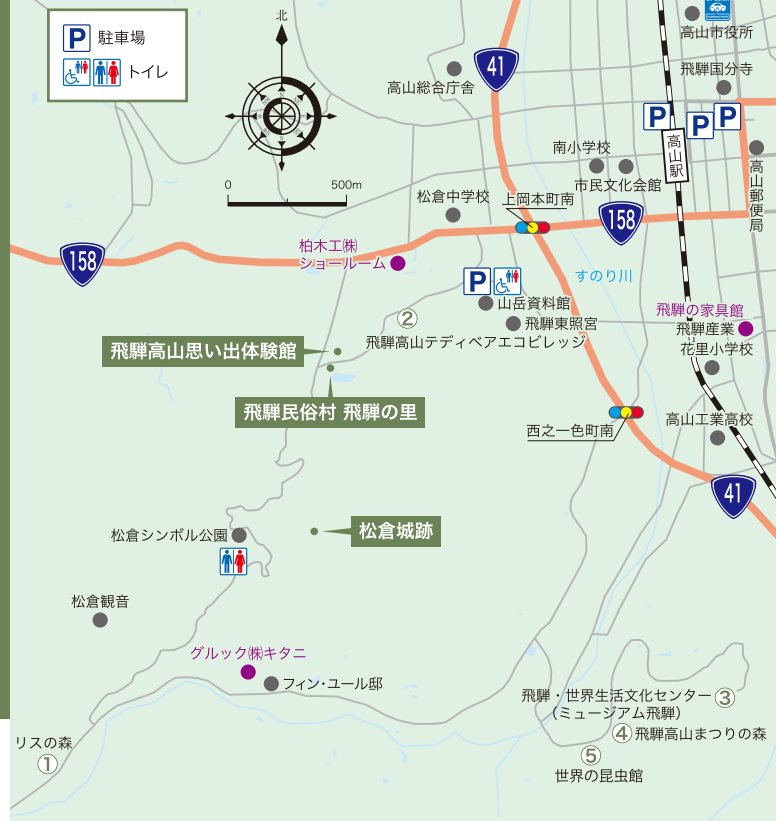 P 駐車場
トイレ
北
0 500m
41
高山市役所
高山総合庁舎
飛騨国分寺
P
P
P
高山駅
南小学校
市民文化会館
高山郵便局
松倉中学校
上岡本町南
158
158
柏木工㈱
ショールーム
P
すのり川
山岳資料館
飛騨の家具館
飛騨産業
②
飛騨東照宮
飛騨高山テディベアエコビレッジ
花里小学校
飛騨高山思い出体験館
飛騨民俗村 飛騨の里
西之一色町南
高山工業高校
41
松倉シンボル公園
松倉城跡
松倉観音
グルック㈱キタニ
フィン・ユール邸
飛騨・世界生活文化センター ③
（ミュージアム飛騨）
④ 飛騨高山まつりの森
リスの森
①
⑤
世界の昆虫館